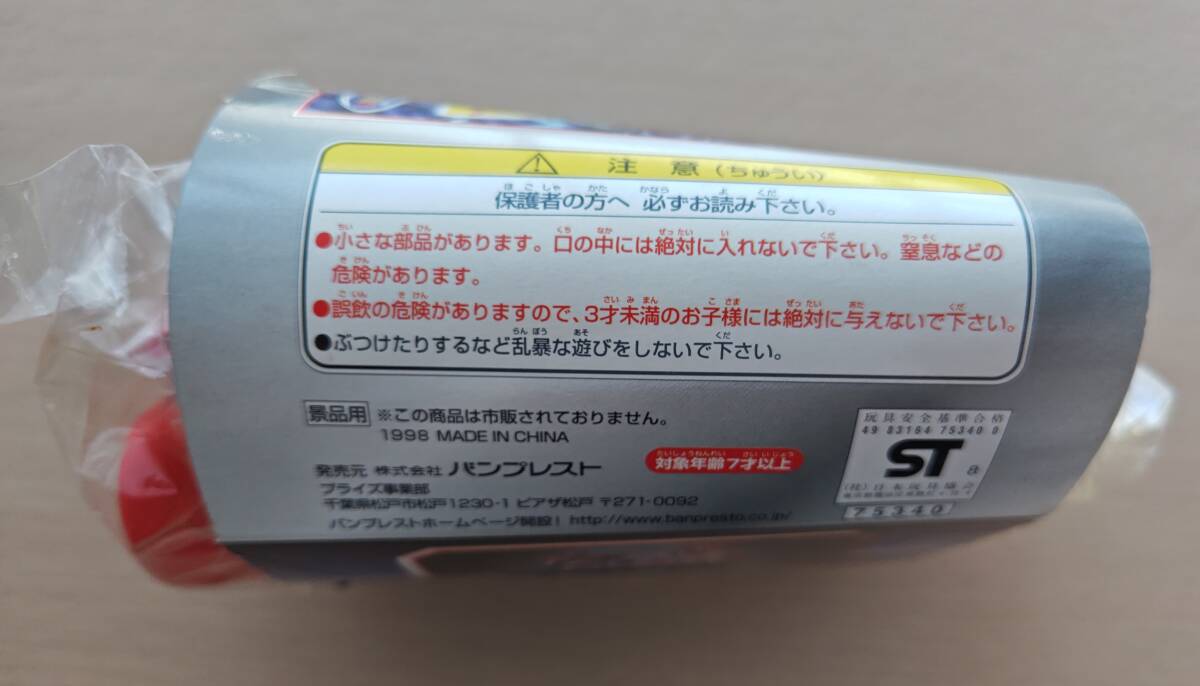 ⚠ 注意(ちゅうい)
保護者の方へ 必ずお読み下さい。
●小さな部品があります。口の中には絶対に入れないで下さい。窒息などの
危険があります。
●誤飲の危険がありますので、3才未満のお子様には絶対に与えないで下さい。
●ぶつけたりするなど乱暴な遊びをしないで下さい。
景品用 ※この商品は市販されておりません。
1998 MADE IN CHINA
対象年齢7才以上
発売元 株式会社 バンプレスト
プライズ事業部
千葉県松戸市松戸1230-1 ピアザ松戸 〒271-0092
バンプレストホームページ開設! http://www.banpresto.co.jp/
玩具安全基準合格
49 83164 75340 0
ST 8
(社)日本玩具協会
75340